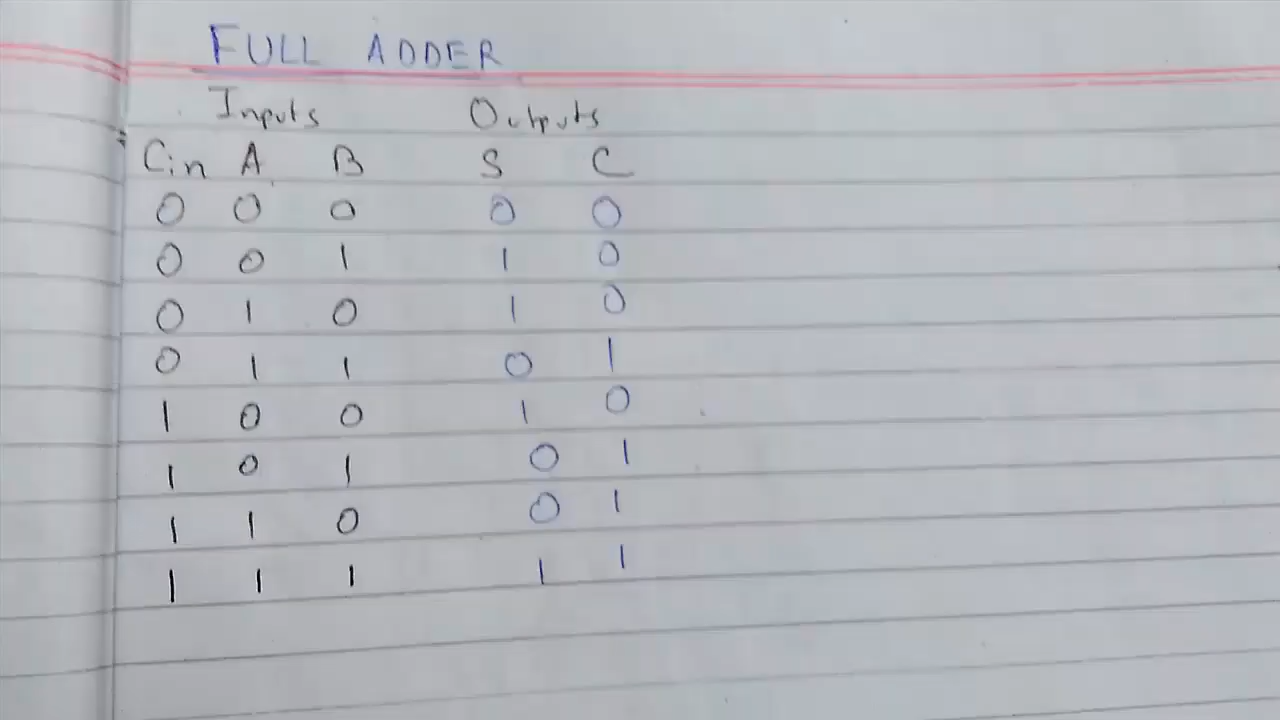 FULL ADDER
Inputs Outputs
Cin A B S C
0 0 0 0 0
0 0 1 1 0
0 1 0 1 0
0 1 1 0 1
1 0 0 1 0
1 0 1 0 1
1 1 0 0 1
1 1 1 1 1